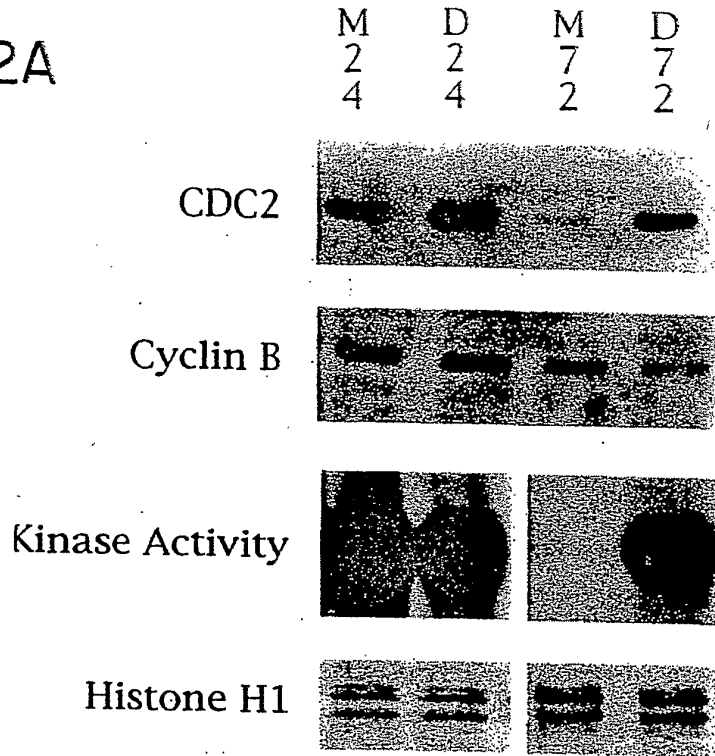 2A
M D M D
2 2 7 7
4 4 2 2
CDC2
Cyclin B
Kinase Activity
Histone H1